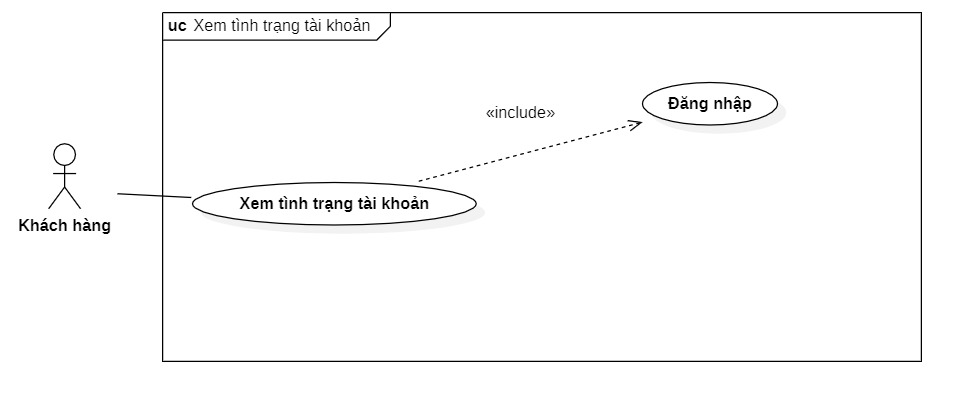 uc Xem tình trạng tài khoản
Đăng nhập
«include»
Xem tình trạng tài khoản
Khách hàng